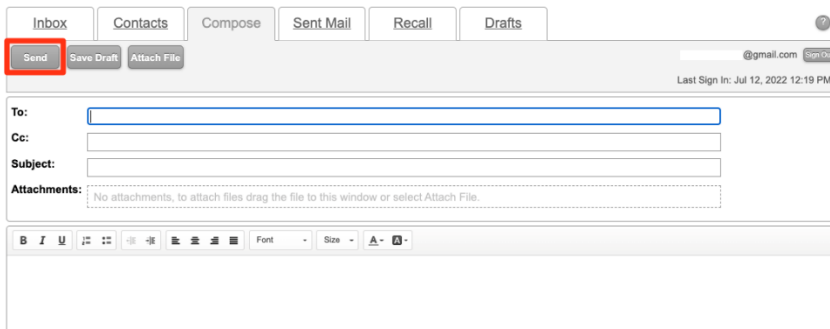 Inbox Contacts Compose Sent Mail Recall Drafts ?
Send Save Draft Attach File @gmail.com
Last Sign In: Jul 12, 2022 12:19 PM
To:
Cc:
Subject:
Attachments: No attachments, to attach files drag the file to this window or select Attach File.
B I U Font Size A A